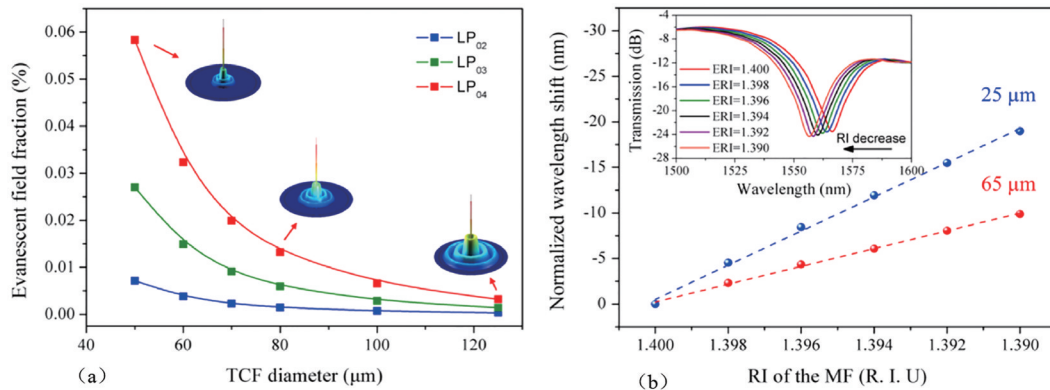 Evanescent field fraction (%)
0.06
0.05
0.04
0.03
0.02
0.01
0.00
LP02
LP03
LP04
40
60
80
100
120
(a)
TCF diameter (μm)
Normalized wavelength shift (nm)
-30
-25
-20
-15
-10
-5
0
Transmission (dB)
-4
-8
-12
-16
-20
-24
-28
ERI=1.400
ERI=1.398
ERI=1.396
ERI=1.394
ERI=1.392
ERI=1.390
RI decrease
1500
1525
1550
1575
1600
Wavelength (nm)
25 μm
65 μm
1.400
1.398
1.396
1.394
1.392
1.390
(b)
RI of the MF (R. I. U)